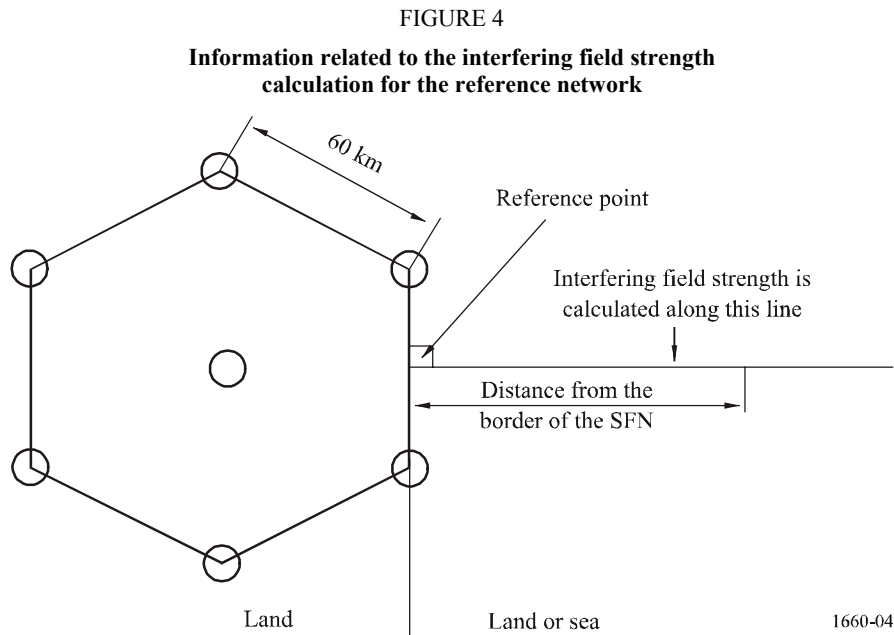 FIGURE 4
Information related to the interfering field strength
calculation for the reference network
60 km
Reference point
Interfering field strength is
calculated along this line
Distance from the
border of the SFN
Land
Land or sea
1660-04